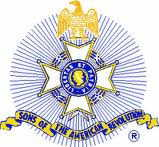 SONS OF THE AMERICAN REVOLUTION
®